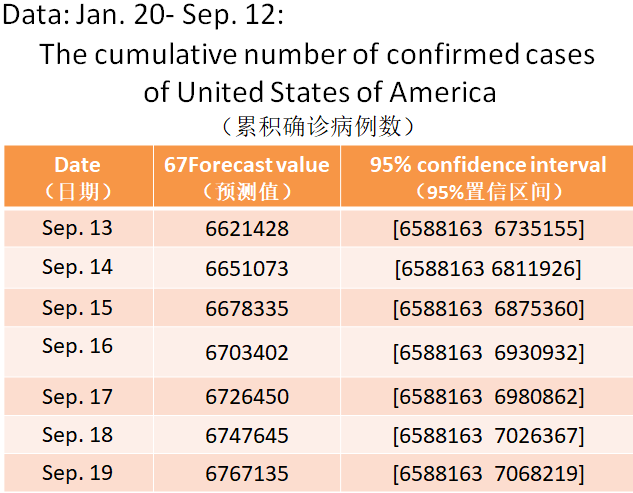 Data: Jan. 20- Sep. 12:
The cumulative number of confirmed cases
of United States of America
（累积确诊病例数）
Date 67Forecast value 95% confidence interval
（日期） （预测值） （95%置信区间）
Sep. 13 6621428 [6588163 6735155]
Sep. 14 6651073 [6588163 6811926]
Sep. 15 6678335 [6588163 6875360]
Sep. 16 6703402 [6588163 6930932]
Sep. 17 6726450 [6588163 6980862]
Sep. 18 6747645 [6588163 7026367]
Sep. 19 6767135 [6588163 7068219]